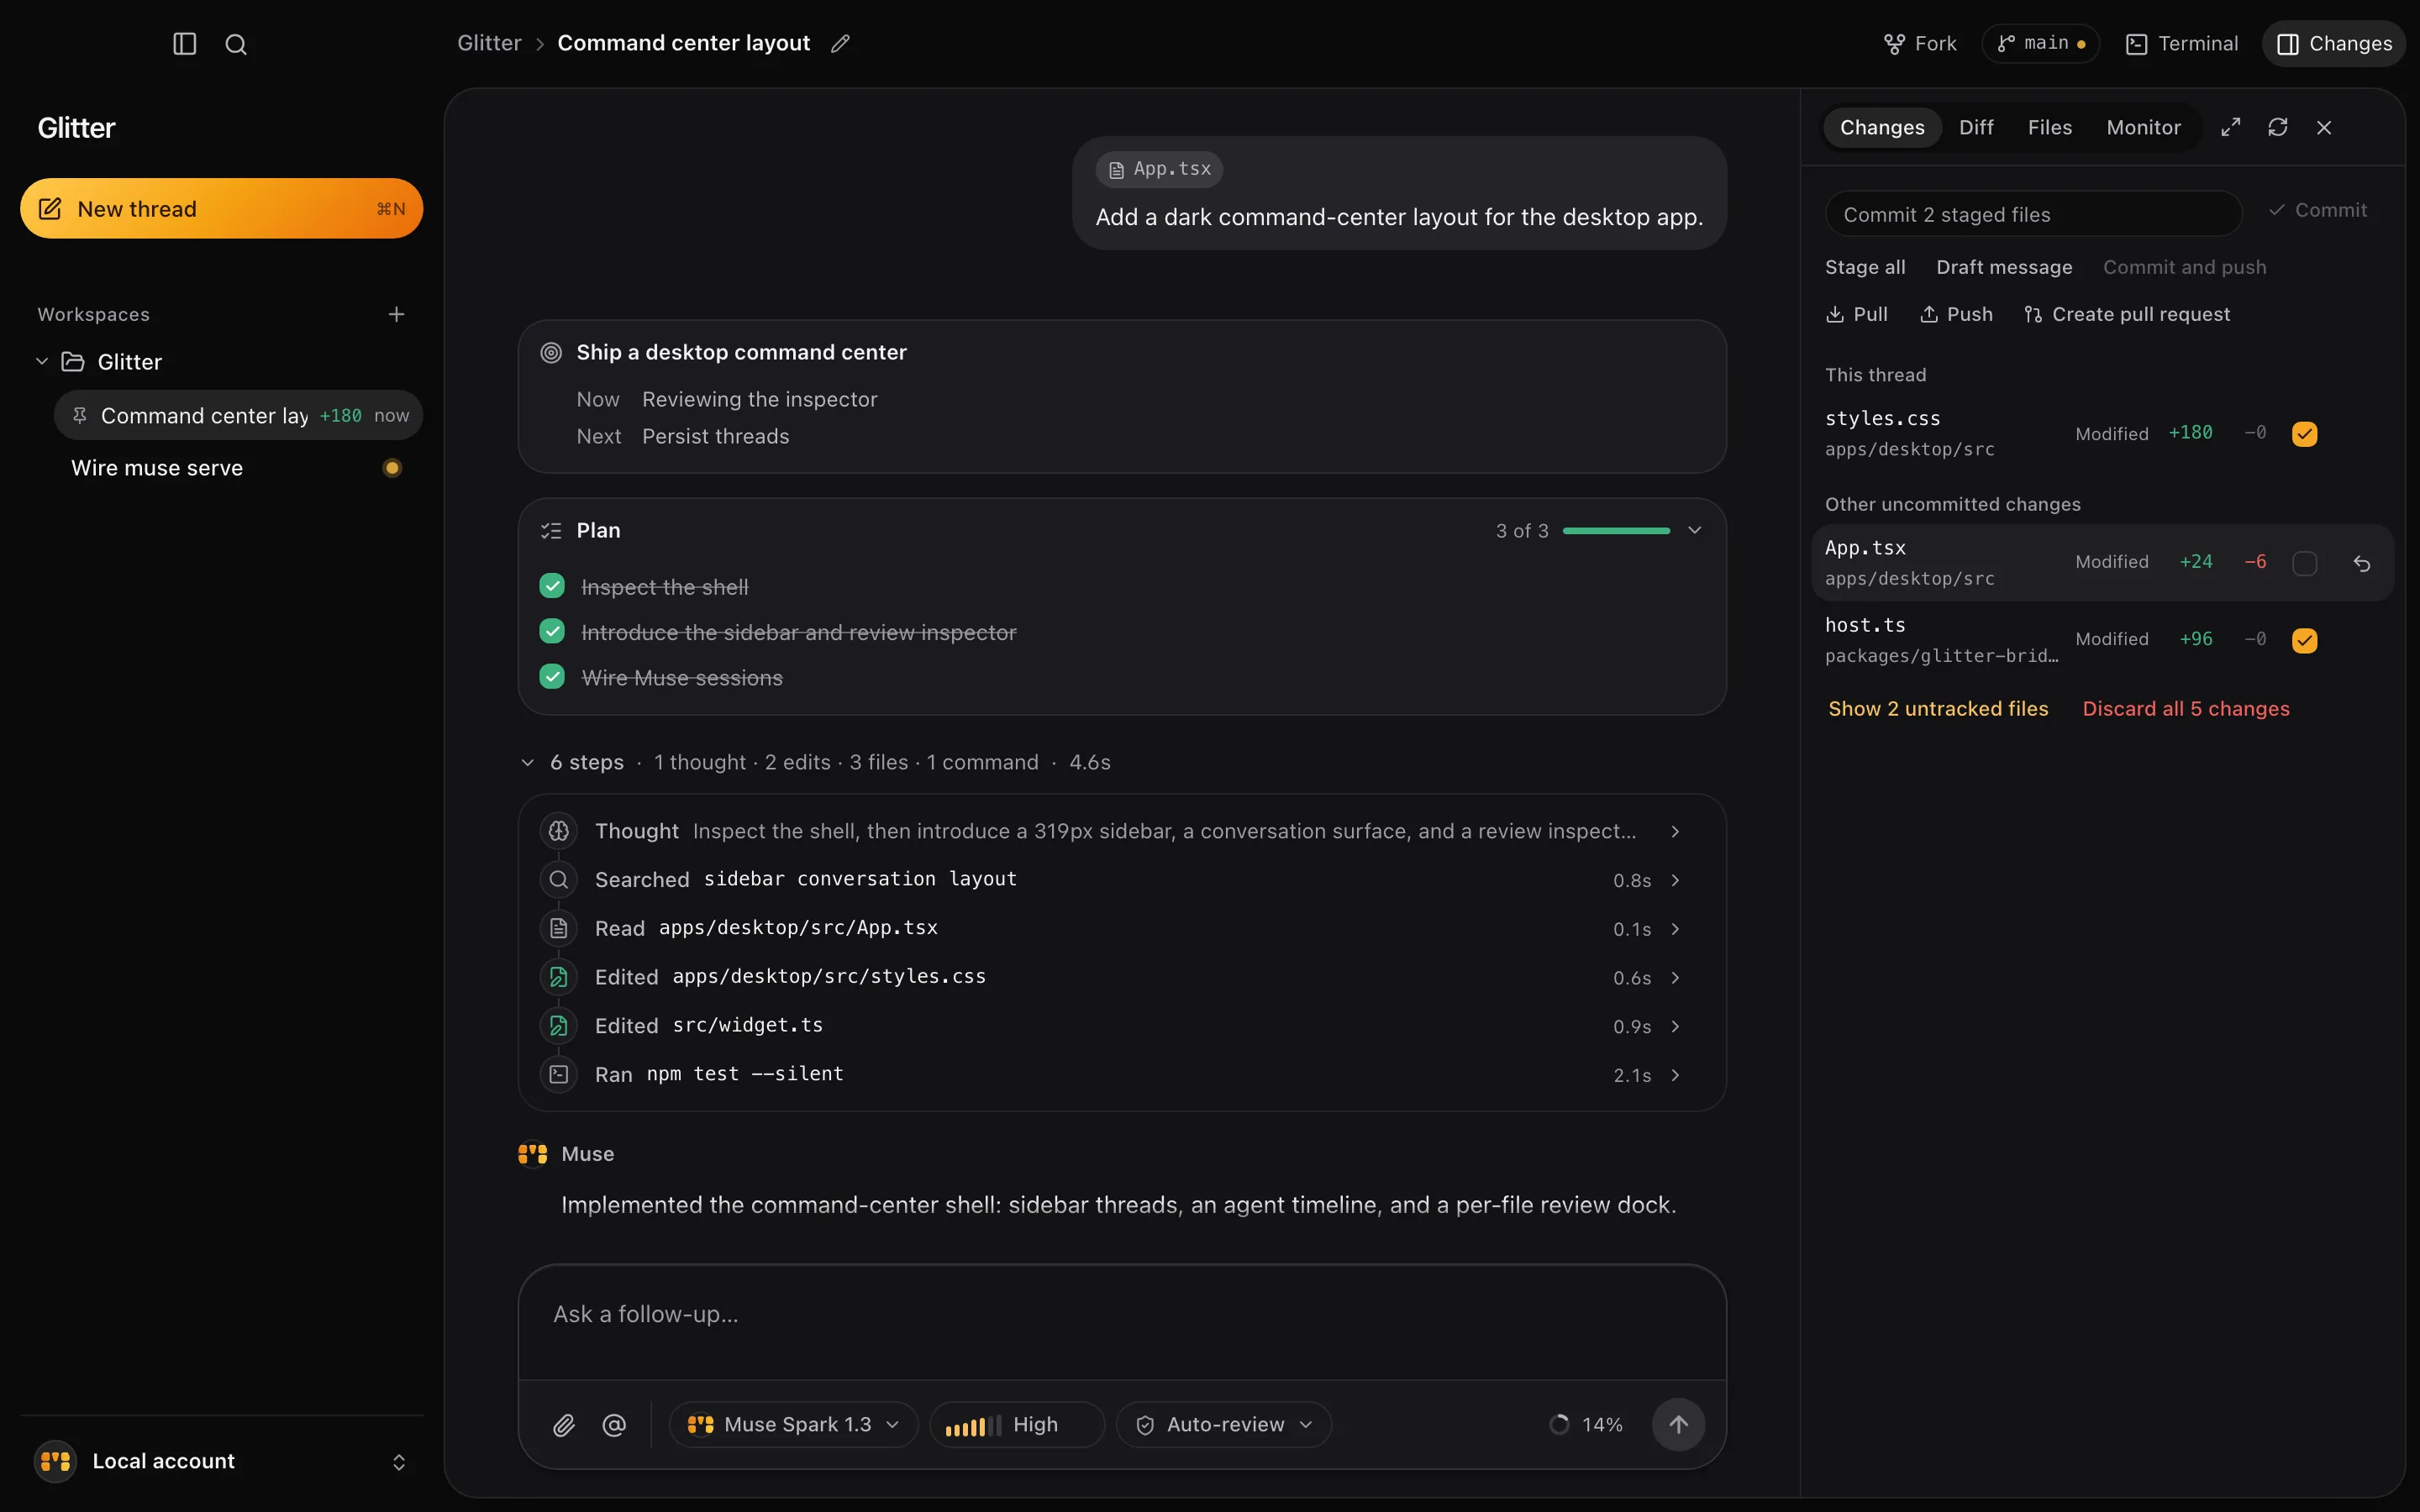 Glitter › Command center layout
Fork
main
Terminal
Changes
Glitter
New thread ⌘N
Workspaces
Glitter
Command center lay +180 now
Wire muse serve
Local account
App.tsx
Add a dark command-center layout for the desktop app.
Ship a desktop command center
Now Reviewing the inspector
Next Persist threads
Plan 3 of 3
Inspect the shell
Introduce the sidebar and review inspector
Wire Muse sessions
6 steps · 1 thought · 2 edits · 3 files · 1 command · 4.6s
Thought Inspect the shell, then introduce a 319px sidebar, a conversation surface, and a review inspect…
Searched sidebar conversation layout 0.8s
Read apps/desktop/src/App.tsx 0.1s
Edited apps/desktop/src/styles.css 0.6s
Edited src/widget.ts 0.9s
Ran npm test --silent 2.1s
Muse
Implemented the command-center shell: sidebar threads, an agent timeline, and a per-file review dock.
Ask a follow-up…
Muse Spark 1.3 High Auto-review 14%
Changes Diff Files Monitor
Commit 2 staged files Commit
Stage all Draft message Commit and push
Pull Push Create pull request
This thread
styles.css
Modified +180 −0
apps/desktop/src
Other uncommitted changes
App.tsx
Modified +24 −6
apps/desktop/src
host.ts
Modified +96 −0
packages/glitter-brid…
Show 2 untracked files Discard all 5 changes